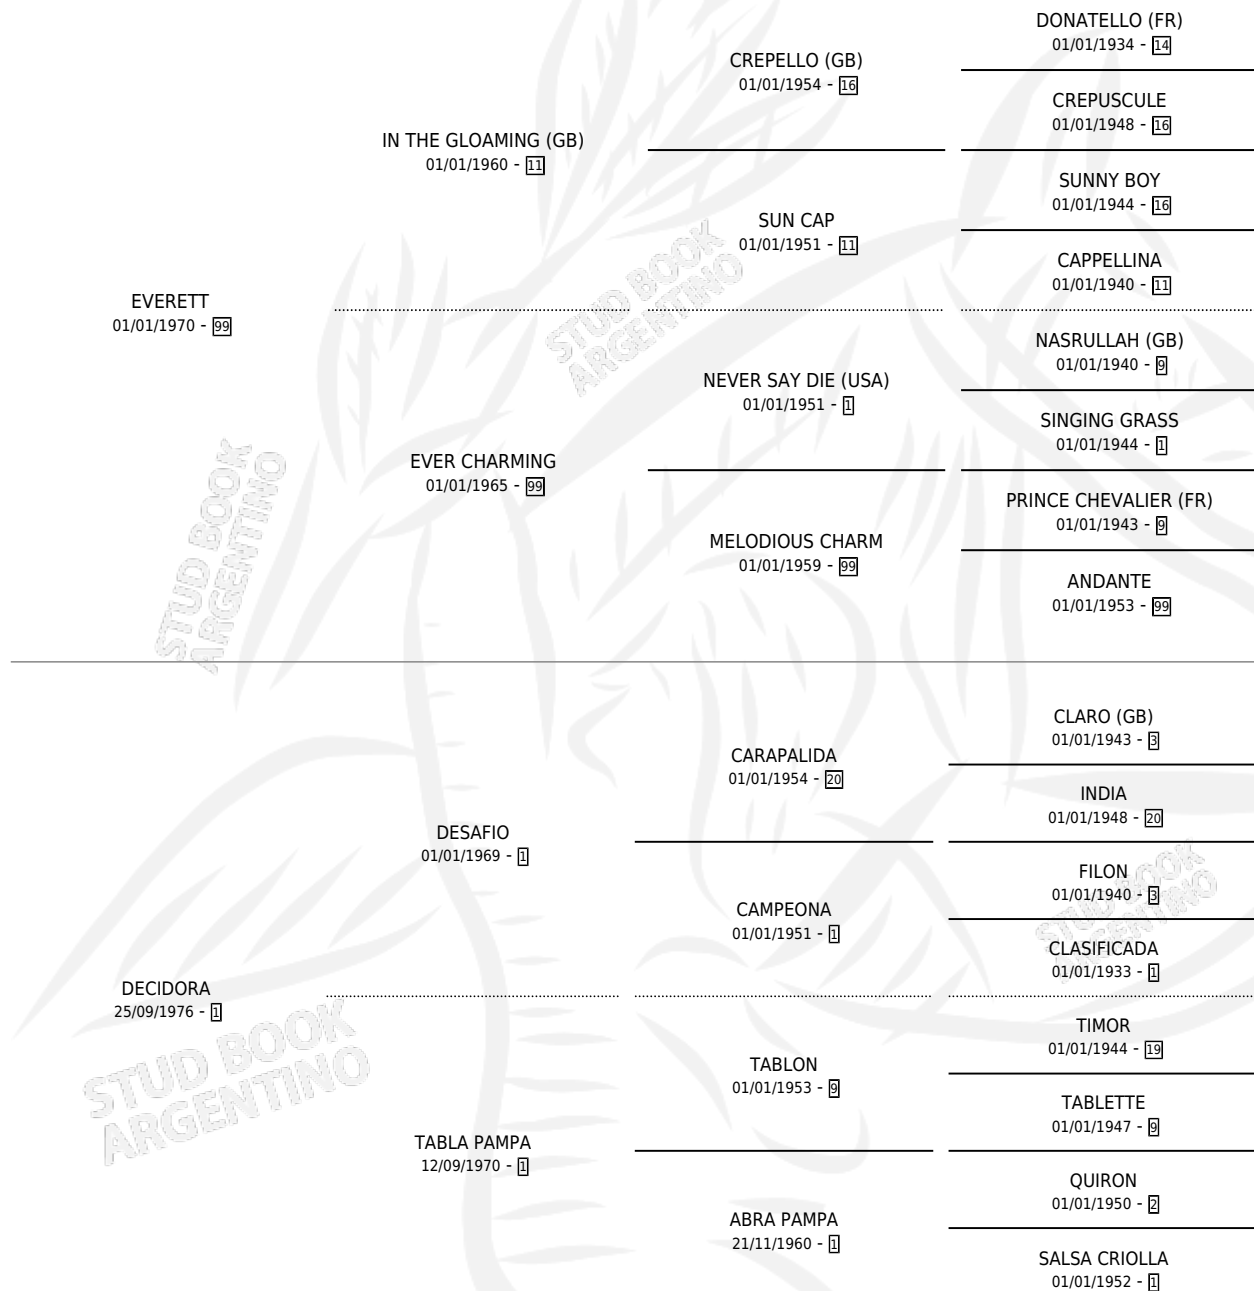 DONATELLO (FR)
01/01/1934 - 14
CREPELLO (GB)
01/01/1954 - 16
CREPUSCULE
01/01/1948 - 16
IN THE GLOAMING (GB)
01/01/1960 - 11
SUNNY BOY
01/01/1944 - 16
SUN CAP
01/01/1951 - 11
CAPPELLINA
01/01/1940 - 11
EVERETT
01/01/1970 - 99
NASRULLAH (GB)
01/01/1940 - 9
NEVER SAY DIE (USA)
01/01/1951 - 1
SINGING GRASS
01/01/1944 - 1
EVER CHARMING
01/01/1965 - 99
PRINCE CHEVALIER (FR)
01/01/1943 - 9
MELODIOUS CHARM
01/01/1959 - 99
ANDANTE
01/01/1953 - 99
STUD BOOK
ARGENTINO
STUD BOOK
ARGENTINO
CLARO (GB)
01/01/1943 - 3
CARAPALIDA
01/01/1954 - 20
INDIA
01/01/1948 - 20
DESAFIO
01/01/1969 - 1
FILON
01/01/1940 - 3
CAMPEONA
01/01/1951 - 1
CLASIFICADA
01/01/1933 - 1
DECIDORA
25/09/1976 - 1
TIMOR
01/01/1944 - 19
TABLON
01/01/1953 - 9
TABLETTE
01/01/1947 - 9
TABLA PAMPA
12/09/1970 - 1
QUIRON
01/01/1950 - 2
ABRA PAMPA
21/11/1960 - 1
SALSA CRIOLLA
01/01/1952 - 1
STUD BOOK
ARGENTINO
STUD BOOK
ARGENTINO